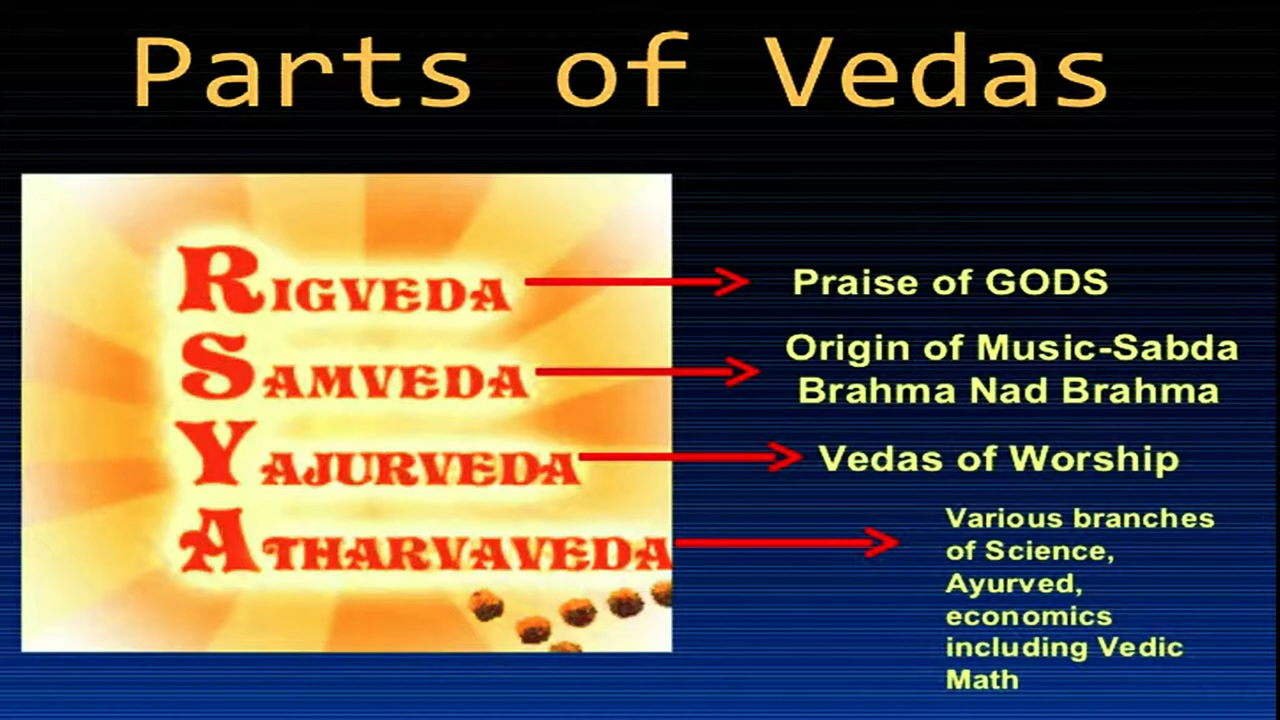 Parts of Vedas
RIGVEDA
Praise of GODS
SAMVEDA
Origin of Music-Sabda
Brahma Nad Brahma
YAJURVEDA
Vedas of Worship
ATHARVAVEDA
Various branches
of Science,
Ayurved,
economics
including Vedic
Math